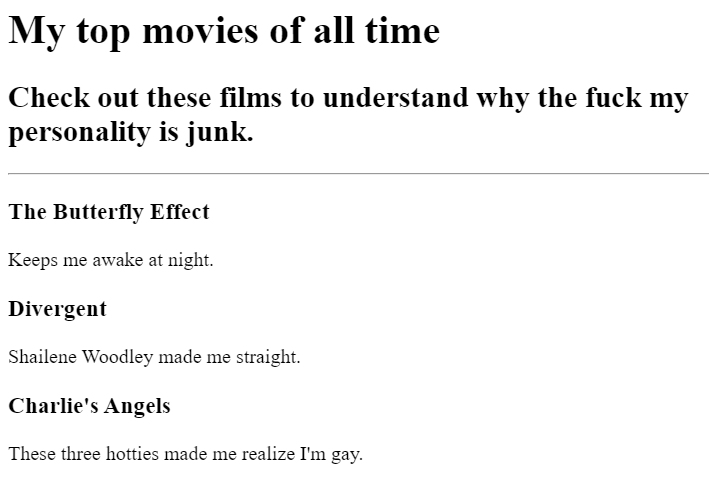 My top movies of all time
Check out these films to understand why the fuck my
personality is junk.
The Butterfly Effect
Keeps me awake at night.
Divergent
Shailene Woodley made me straight.
Charlie's Angels
These three hotties made me realize I'm gay.